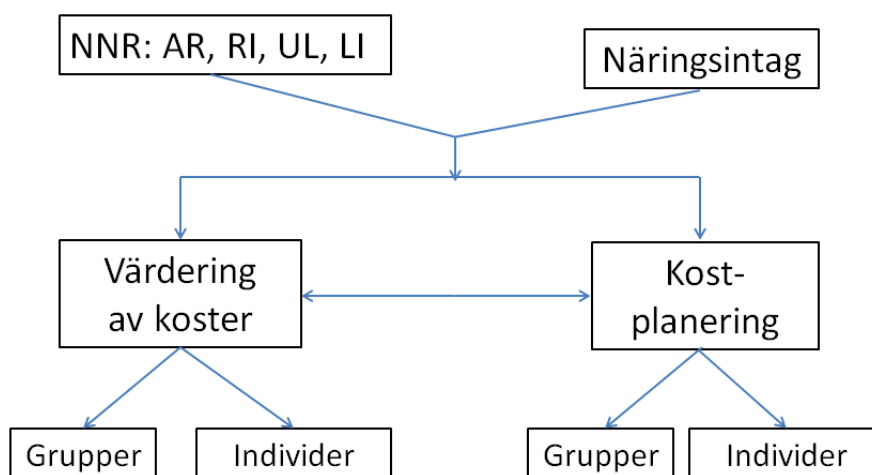 NNR: AR, RI, UL, LI
Näringsintag
Värdering
av koster
Kost-
planering
Grupper
Individer
Grupper
Individer